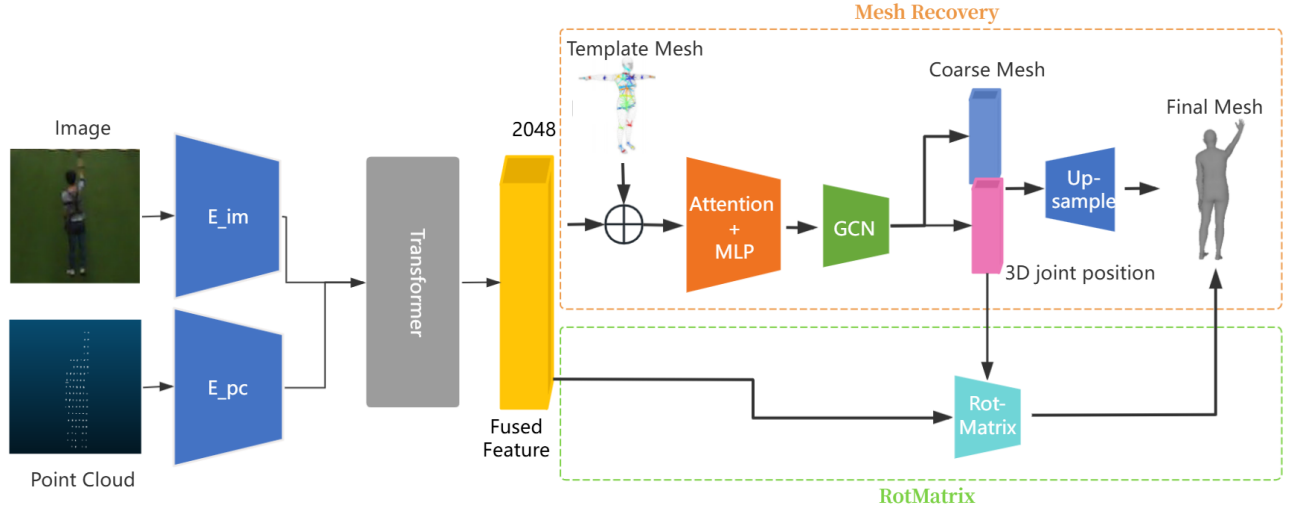 Mesh Recovery
Template Mesh
Coarse Mesh
Final Mesh
Image
2048
E_im
Transformer
Attention
+
MLP
GCN
Up-
sample
3D joint position
E_pc
Rot-
Matrix
Fused
Feature
Point Cloud
RotMatrix